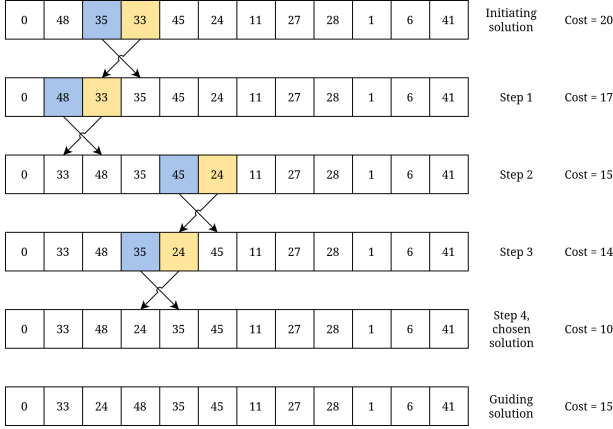 0 48 35 33 45 24 11 27 28 1 6 41 Initiating solution Cost = 20
0 48 33 35 45 24 11 27 28 1 6 41 Step 1 Cost = 17
0 33 48 35 45 24 11 27 28 1 6 41 Step 2 Cost = 15
0 33 48 35 24 45 11 27 28 1 6 41 Step 3 Cost = 14
0 33 48 24 35 45 11 27 28 1 6 41 Step 4, chosen solution Cost = 10
0 33 24 48 35 45 11 27 28 1 6 41 Guiding solution Cost = 15